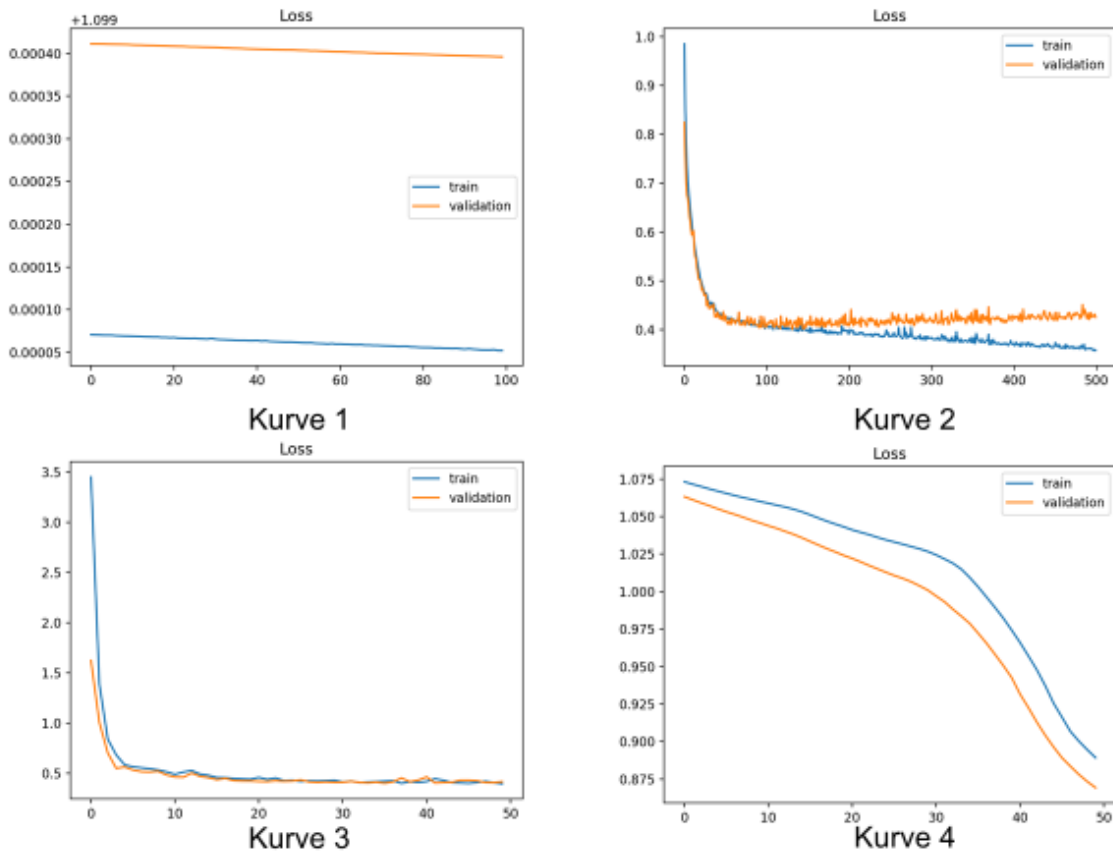 Loss
+1.099
0.00040
0.00035
0.00030
0.00025
0.00020
0.00015
0.00010
0.00005
0 20 40 60 80 100
train
validation
Kurve 1
Loss
1.0
0.9
0.8
0.7
0.6
0.5
0.4
0 100 200 300 400 500
train
validation
Kurve 2
Loss
3.5
3.0
2.5
2.0
1.5
1.0
0.5
0 10 20 30 40 50
train
validation
Kurve 3
Loss
1.075
1.050
1.025
1.000
0.975
0.950
0.925
0.900
0.875
0 10 20 30 40 50
train
validation
Kurve 4